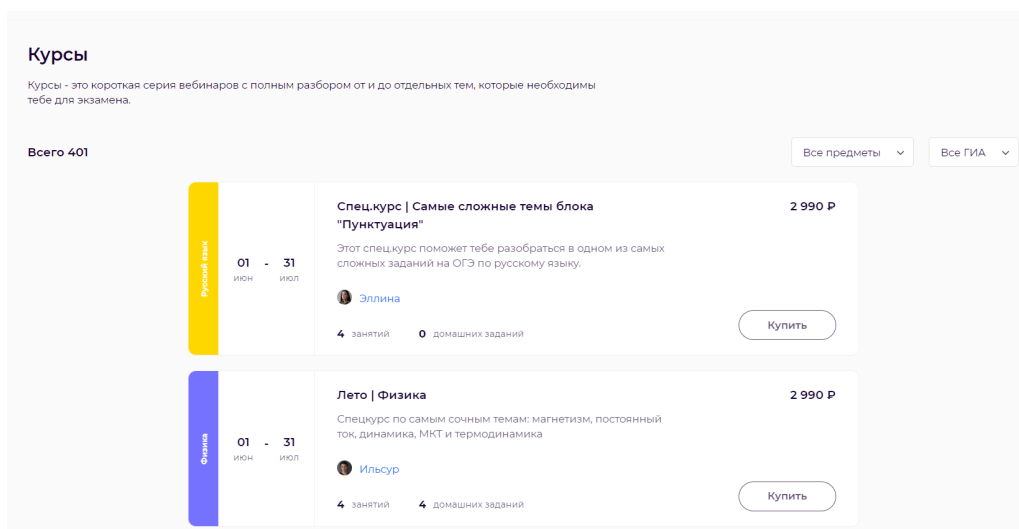 Курсы
Курсы - это короткая серия вебинаров с полным разбором от и до отдельных тем, которые необходимы
тебе для экзамена.
Всего 401
Все предметы
Все ГИА
Русский язык
01 - 31
июн июл
Спец.курс | Самые сложные темы блока
"Пунктуация"
2 990 ₽
Этот спец.курс поможет тебе разобраться в одном из самых
сложных заданий на ОГЭ по русскому языку.
Эллина
4 занятий 0 домашних заданий
Купить
Физика
01 - 31
июн июл
Лето | Физика
2 990 ₽
Спецкурс по самым сочным темам: магнетизм, постоянный
ток, динамика, МКТ и термодинамика
Ильсур
4 занятий 4 домашних заданий
Купить